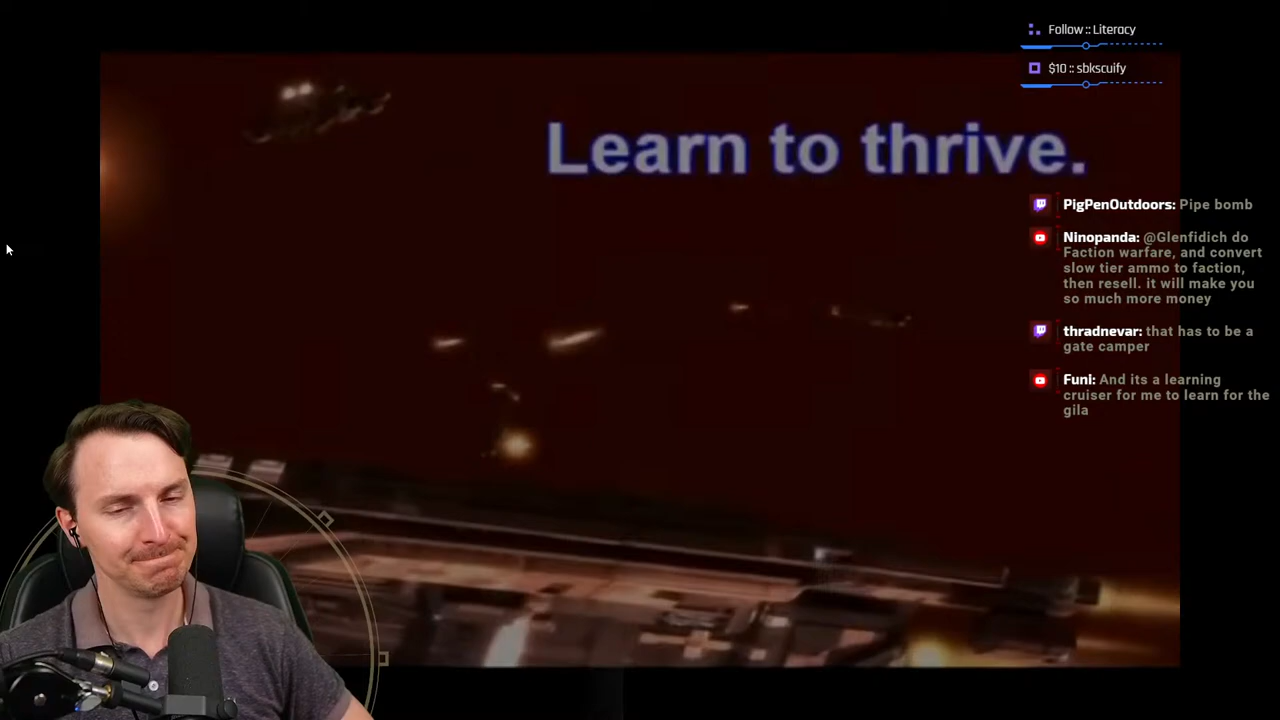 Follow :: Literacy
$10 :: sbkscuify
Learn to thrive.
PigPenOutdoors: Pipe bomb
Ninopanda: @Glenfidich do
Faction warfare, and convert
slow tier ammo to faction,
then resell. it will make you
so much more money
thradnevar: that has to be a
gate camper
Funl: And its a learning
cruiser for me to learn for the
gila